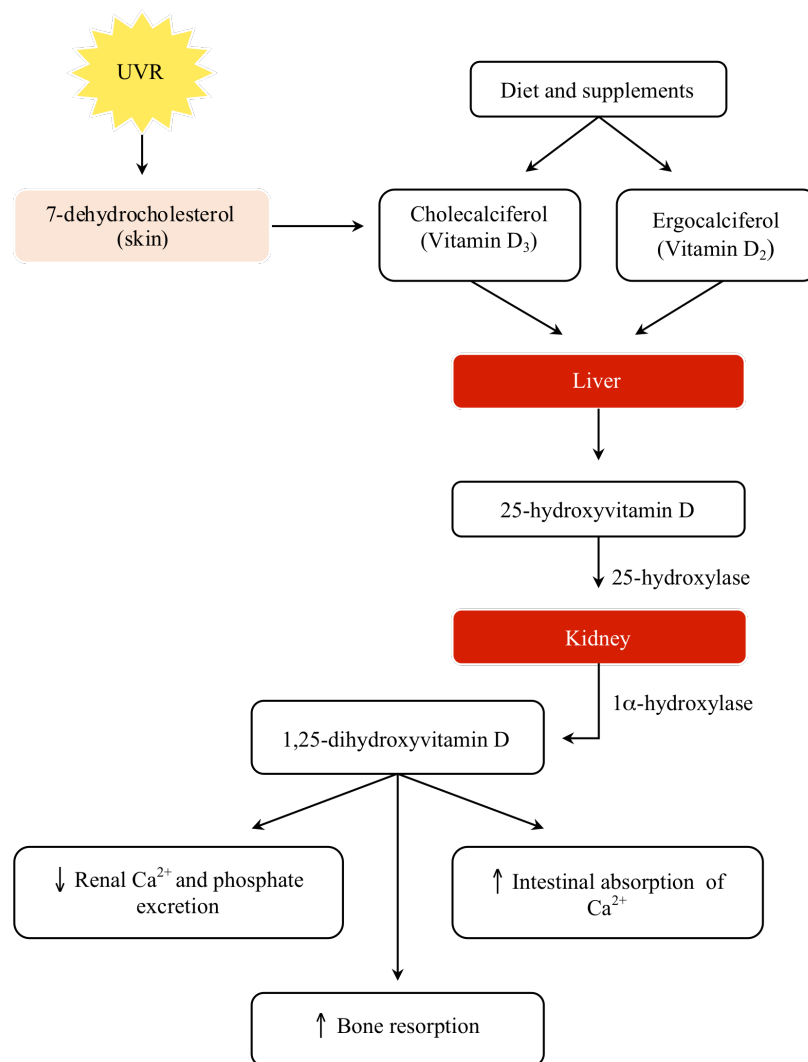 UVR
Diet and supplements
7-dehydrocholesterol
(skin)
Cholecalciferol
(Vitamin D₃)
Ergocalciferol
(Vitamin D₂)
Liver
25-hydroxyvitamin D
25-hydroxylase
Kidney
1α-hydroxylase
1,25-dihydroxyvitamin D
↓ Renal Ca²⁺ and phosphate
excretion
↑ Intestinal absorption of
Ca²⁺
↑ Bone resorption